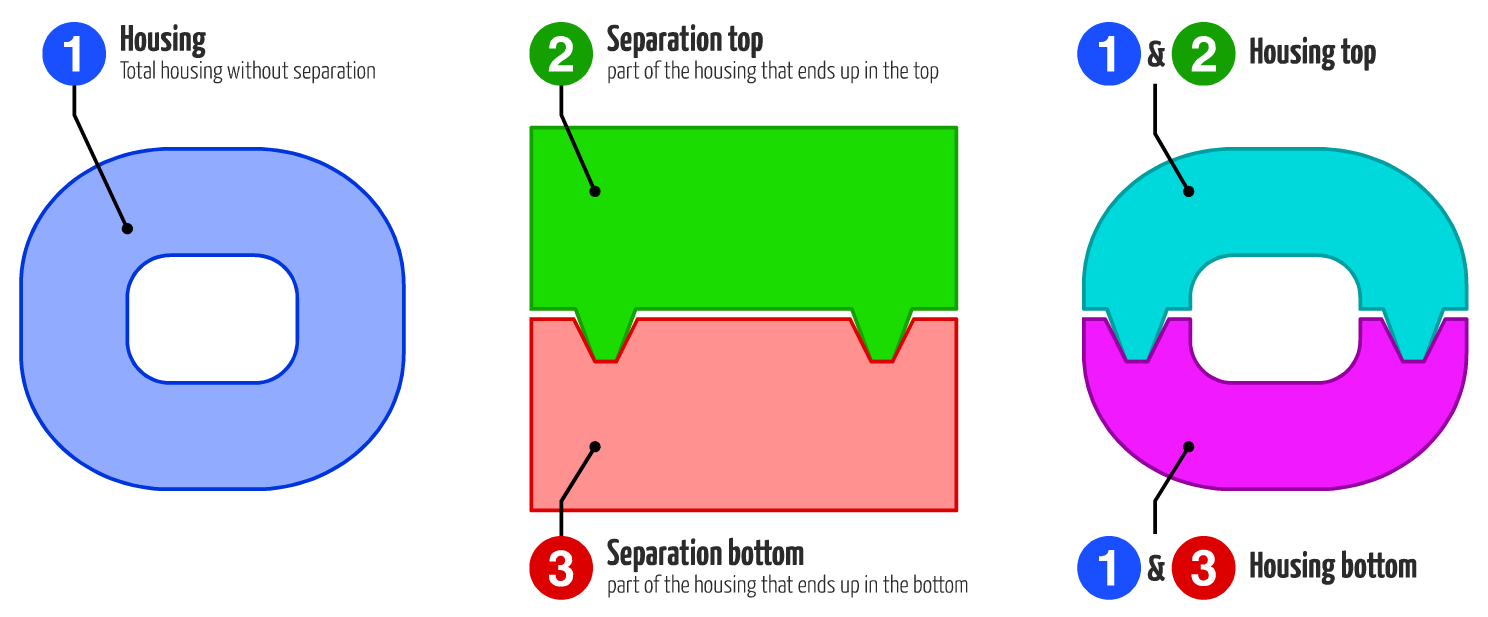 1 Housing
Total housing without separation
2 Separation top
part of the housing that ends up in the top
1 & 2 Housing top
3 Separation bottom
part of the housing that ends up in the bottom
1 & 3 Housing bottom